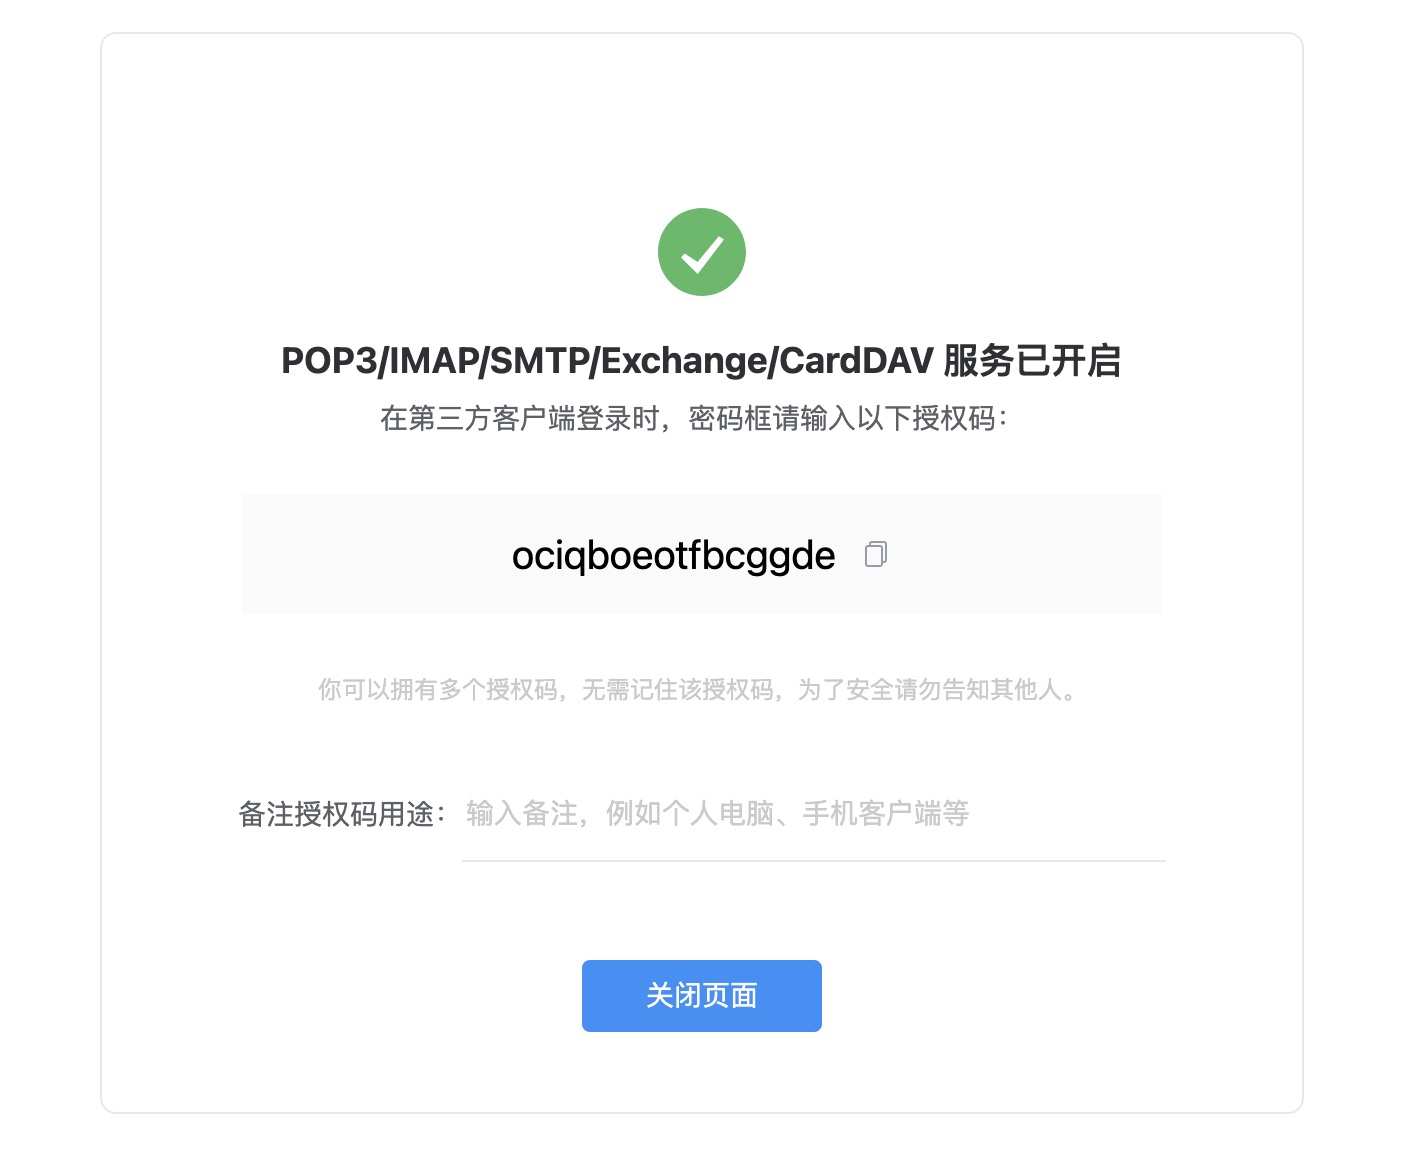 POP3/IMAP/SMTP/Exchange/CardDAV 服务已开启
在第三方客户端登录时，密码框请输入以下授权码：
ociqboeotfbcggde
你可以拥有多个授权码，无需记住该授权码，为了安全请勿告知其他人。
备注授权码用途： 输入备注，例如个人电脑、手机客户端等
关闭页面